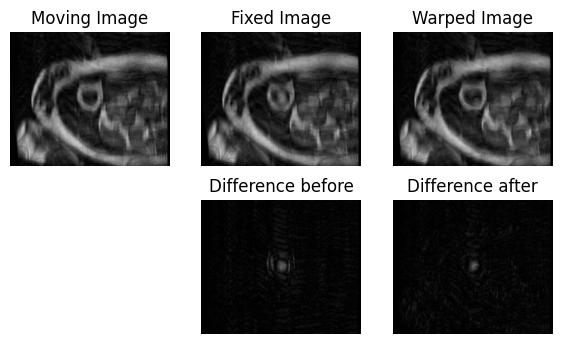 Moving Image
Fixed Image
Warped Image
Difference before
Difference after